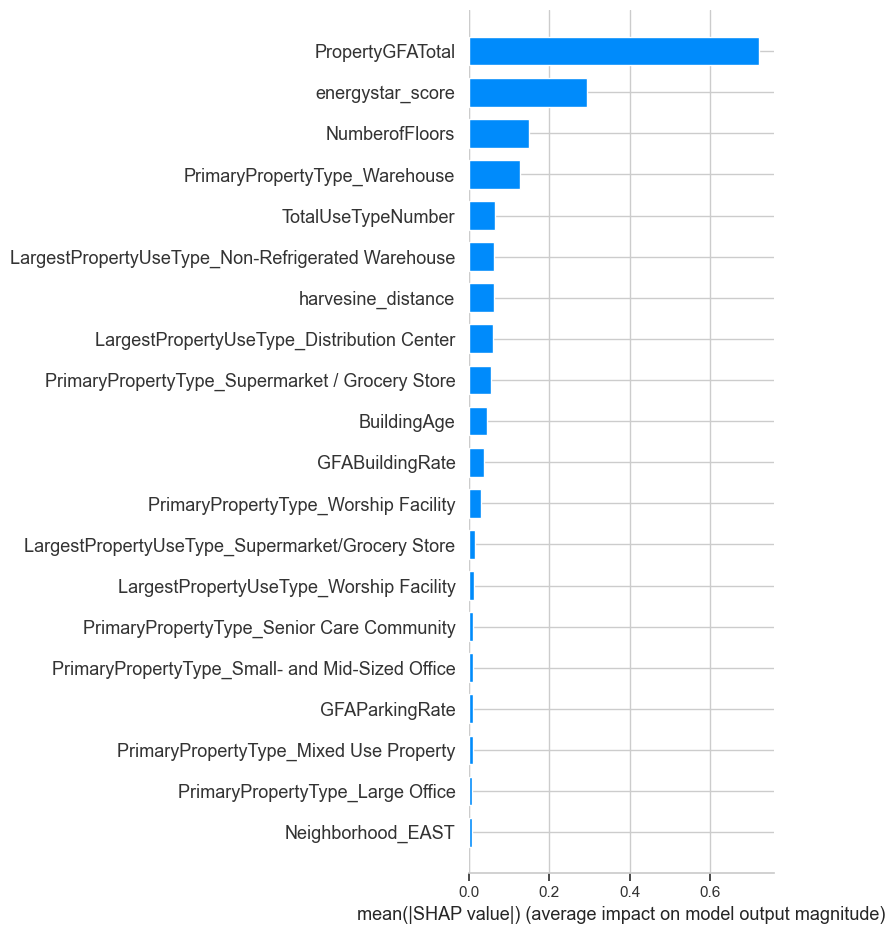 PropertyGFATotal
energystar_score
NumberofFloors
PrimaryPropertyType_Warehouse
TotalUseTypeNumber
LargestPropertyUseType_Non-Refrigerated Warehouse
harvesine_distance
LargestPropertyUseType_Distribution Center
PrimaryPropertyType_Supermarket / Grocery Store
BuildingAge
GFABuildingRate
PrimaryPropertyType_Worship Facility
LargestPropertyUseType_Supermarket/Grocery Store
LargestPropertyUseType_Worship Facility
PrimaryPropertyType_Senior Care Community
PrimaryPropertyType_Small- and Mid-Sized Office
GFAParkingRate
PrimaryPropertyType_Mixed Use Property
PrimaryPropertyType_Large Office
Neighborhood_EAST
0.0 0.2 0.4 0.6
mean(|SHAP value|) (average impact on model output magnitude)